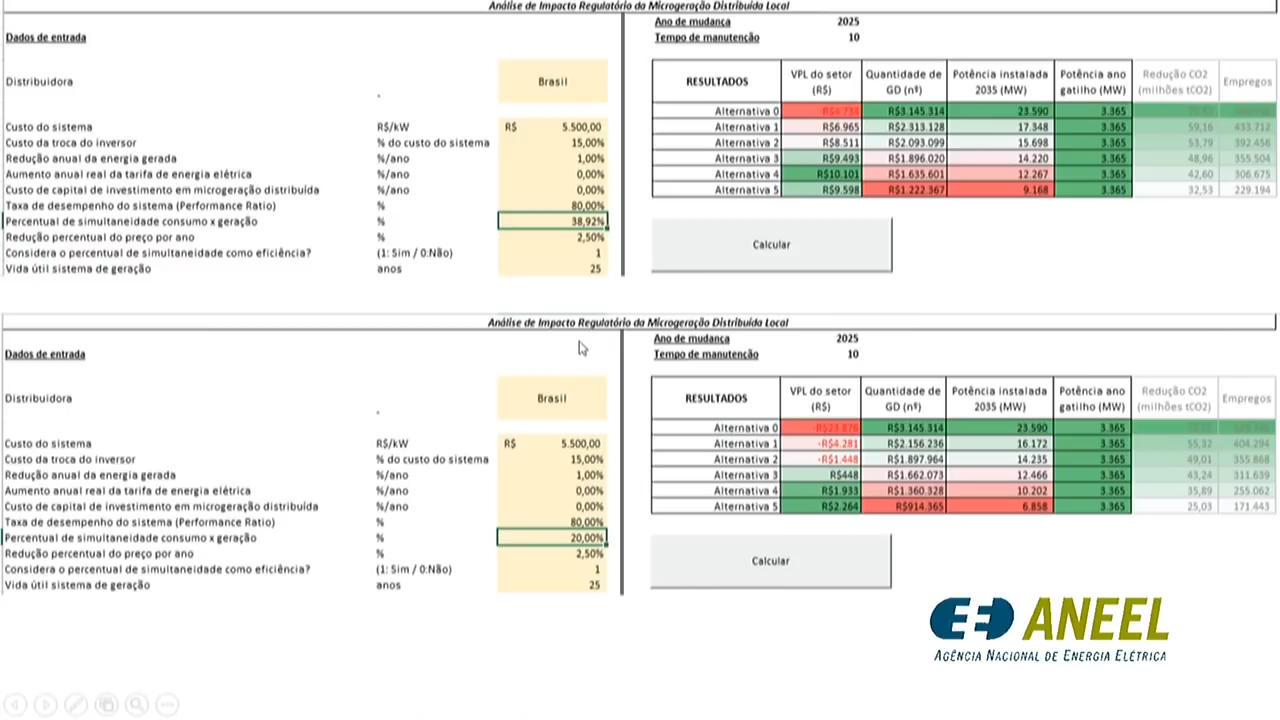 Análise de Impacto Regulatório da Microgeração Distribuída Local
Dados de entrada
Ano de mudança 2025
Tempo de manutenção 10
Distribuidora Brasil
RESULTADOS VPL do setor (R$) Quantidade de GD (nº) Potência instalada 2035 (MW) Potência ano gatilho (MW) Redução CO2 (milhões tCO2) Empregos
Alternativa 0 R$3.145.314 23.590 3.365
Alternativa 1 R$6.965 R$2.313.128 17.348 3.365 59,16 433.712
Alternativa 2 R$8.511 R$2.093.099 15.698 3.365 53,79 392.456
Alternativa 3 R$9.493 R$1.896.020 14.220 3.365 48,96 355.504
Alternativa 4 R$10.101 R$1.635.601 12.267 3.365 42,60 306.675
Alternativa 5 R$9.598 R$1.222.367 9.168 3.365 32,53 229.194
Custo do sistema R$/kW R$ 5.500,00
Custo da troca do inversor % do custo do sistema 15,00%
Redução anual da energia gerada %/ano 1,00%
Aumento anual real da tarifa de energia elétrica %/ano 0,00%
Custo de capital de investimento em microgeração distribuída %/ano 0,00%
Taxa de desempenho do sistema (Performance Ratio) % 80,00%
Percentual de simultaneidade consumo x geração % 38,92%
Redução percentual do preço por ano % 2,50%
Considera o percentual de simultaneidade como eficiência? (1: Sim / 0:Não) 1
Vida útil sistema de geração anos 25
Calcular
Análise de Impacto Regulatório da Microgeração Distribuída Local
Dados de entrada
Ano de mudança 2025
Tempo de manutenção 10
Distribuidora Brasil
RESULTADOS VPL do setor (R$) Quantidade de GD (nº) Potência instalada 2035 (MW) Potência ano gatilho (MW) Redução CO2 (milhões tCO2) Empregos
Alternativa 0 -R$23.876 R$3.145.314 23.590 3.365
Alternativa 1 -R$4.281 R$2.156.236 16.172 3.365 55,32 404.294
Alternativa 2 -R$1.448 R$1.897.964 14.235 3.365 49,01 355.868
Alternativa 3 R$448 R$1.662.073 12.466 3.365 43,24 311.639
Alternativa 4 R$1.933 R$1.360.328 10.202 3.365 35,89 255.062
Alternativa 5 R$2.264 R$914.365 6.858 3.365 25,03 171.443
Custo do sistema R$/kW R$ 5.500,00
Custo da troca do inversor % do custo do sistema 15,00%
Redução anual da energia gerada %/ano 1,00%
Aumento anual real da tarifa de energia elétrica %/ano 0,00%
Custo de capital de investimento em microgeração distribuída %/ano 0,00%
Taxa de desempenho do sistema (Performance Ratio) % 80,00%
Percentual de simultaneidade consumo x geração % 20,00%
Redução percentual do preço por ano % 2,50%
Considera o percentual de simultaneidade como eficiência? (1: Sim / 0:Não) 1
Vida útil sistema de geração anos 25
Calcular
ANEEL
AGÊNCIA NACIONAL DE ENERGIA ELÉTRICA